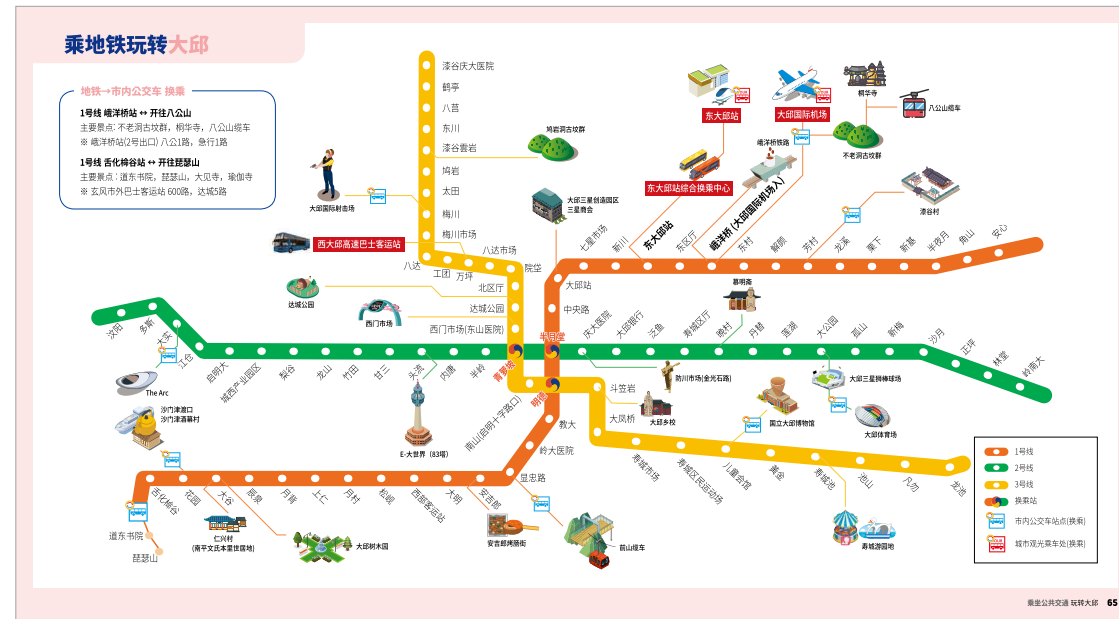 乘地铁玩转大邱
地铁→市内公交车 换乘
1号线 峨洋桥站 ↔ 开往八公山
主要景点：不老洞古坟群，桐华寺，八公山缆车
※ 峨洋桥站(2号出口) 八公1路，急行1路
1号线 舌化椧谷站 ↔ 开往琵瑟山
主要景点：道东书院，琵瑟山，大见寺，瑜伽寺
※ 玄风市外巴士客运站 600路，达城5路
漆谷庆大医院
鹤亭
八莒
东川
漆谷雲岩
鸠岩
太田
梅川
梅川市场
八达
工团
万坪
八达市场
院垈
北区厅
达城公园
西门市场(东山医院)
青萝坡
南山(启明十字路口)
明德
斗笠岩
大凤桥
寿城市场
寿城区民运动场
儿童会馆
黄金
寿城池
池山
凡勿
龙池
汶阳
多斯
大实
江仓
启明大
城西产业园区
梨谷
龙山
竹田
甘三
头流
内唐
半岭
半月堂
庆大医院
大邱银行
泛鱼
寿城区厅
晚村
丹替
莲湖
大公园
孤山
新梅
沙月
正坪
林堂
岭南大
七星市场
新川
东大邱站
东区厅
峨洋桥 (大邱国际机场入)
东村
解颜
芳村
龙溪
栗下
新基
半夜月
角山
安心
大邱站
中央路
教大
岭大医院
显忠路
安吉郎
大明
西部客运站
松岘
月村
上仁
月背
辰泉
大谷
花园
舌化椧谷
道东书院
琵瑟山
大邱国际射击场
西大邱高速巴士客运站
达城公园
西门市场
鸠岩洞古坟群
大邱三星创造园区
三星商会
东大邱站
东大邱站综合换乘中心
大邱国际机场
峨洋桥铁路
桐华寺
八公山缆车
不老洞古坟群
漆谷村
慕明斋
The Arc
沙门津渡口
沙门津酒幕村
E-大世界（83塔）
防川市场(金光石路)
大邱乡校
国立大邱博物馆
大邱三星狮棒球场
大邱体育场
仁兴村
(南平文氏本里世居地)
大邱树木园
安吉郎烤肠街
前山缆车
寿城游园地
1号线
2号线
3号线
换乘站
市内公交车站点(换乘)
城市观光乘车处(换乘)
乘坐公共交通 玩转大邱 65